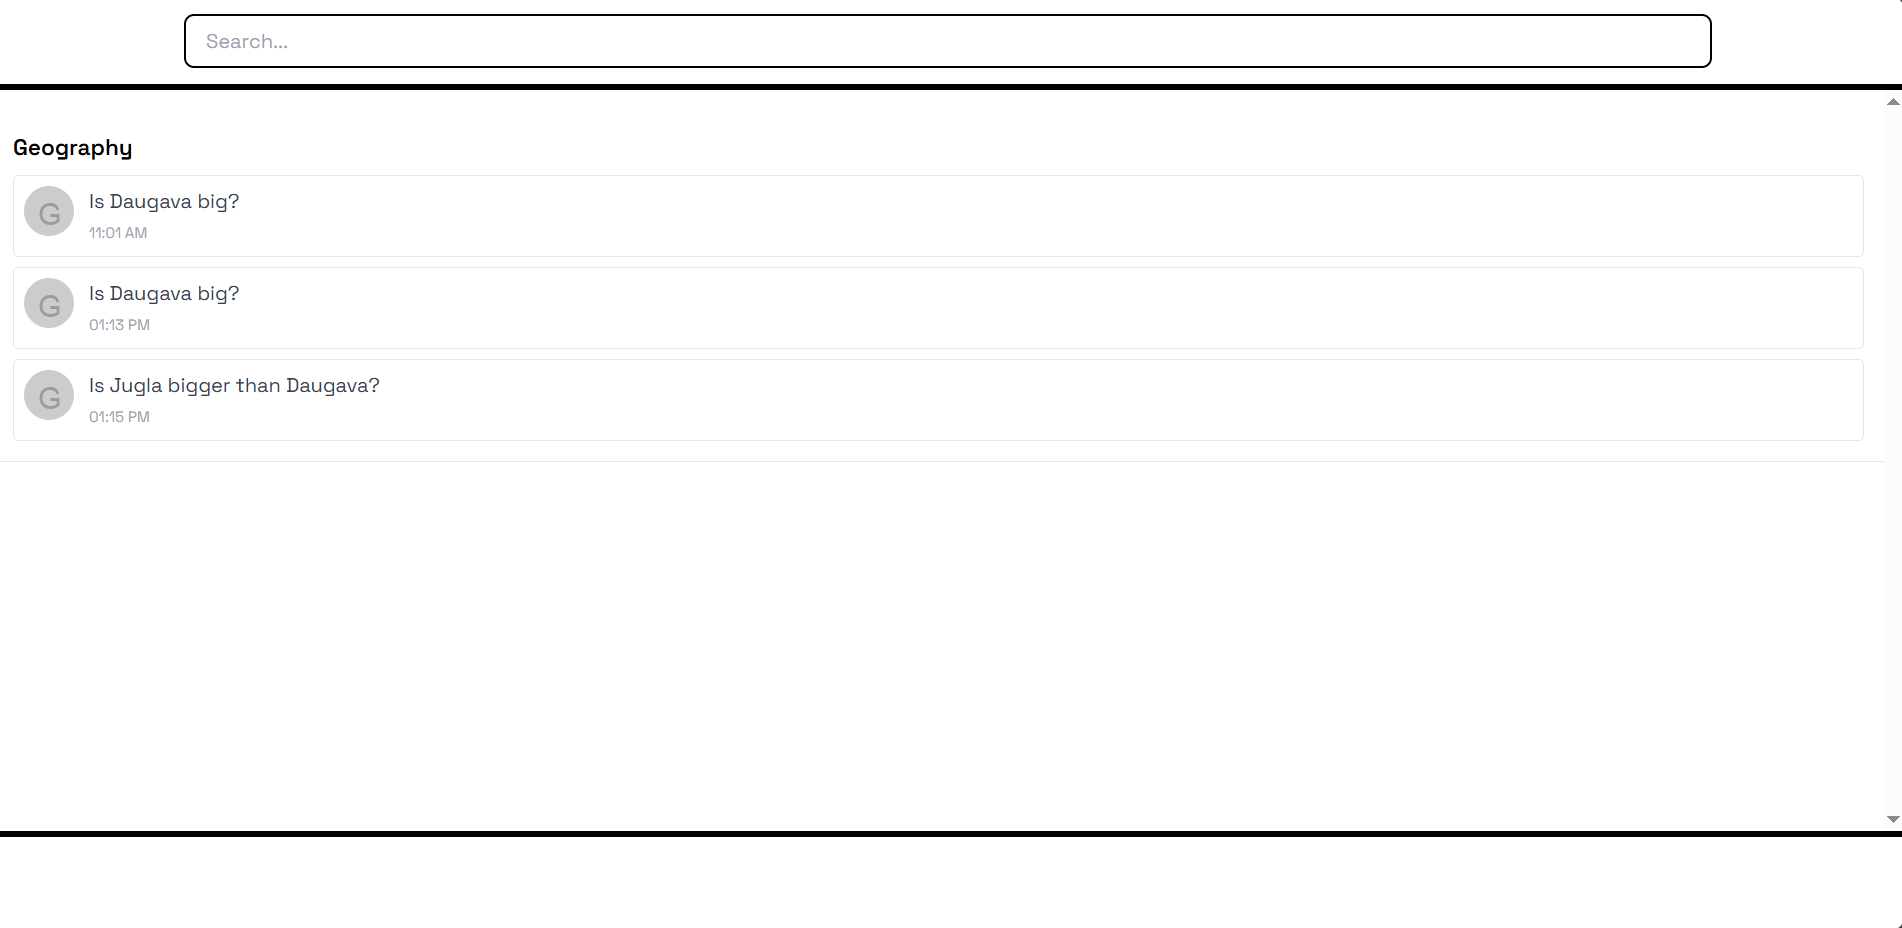 Search...
Geography
G
Is Daugava big?
11:01 AM
G
Is Daugava big?
01:13 PM
G
Is Jugla bigger than Daugava?
01:15 PM